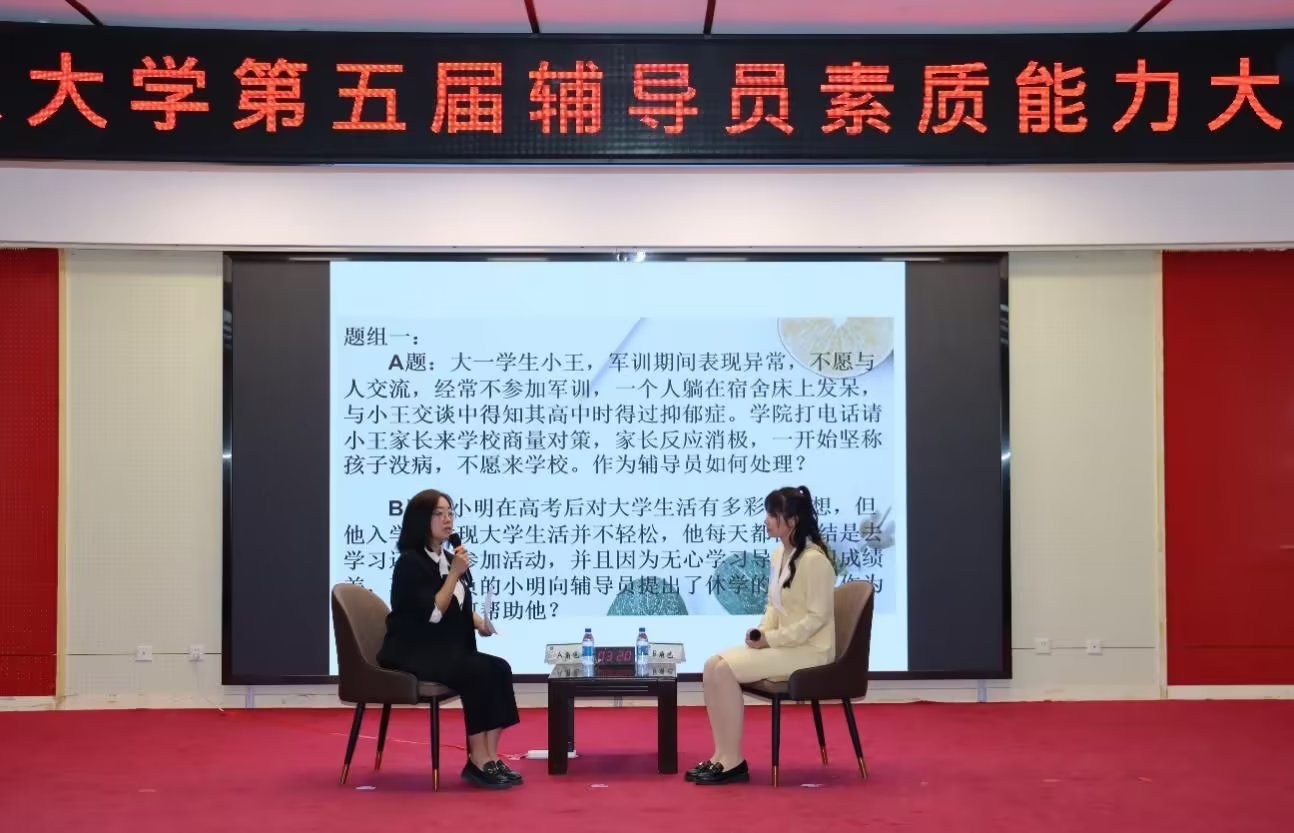 大学第五届辅导员素质能力大
题组一：
A题：大一学生小王，军训期间表现异常，不愿与
人交流，经常不参加军训，一个人躺在宿舍床上发呆，
与小王交谈中得知其高中时得过抑郁症。学院打电话请
小王家长来学校商量对策，家长反应消极，一开始坚称
孩子没病，不愿来学校。作为辅导员如何处理？
B 小明在高考后对大学生活有多彩 想，但
他入学 现大学生活并不轻松，他每天都 结是去
学习 参加活动，并且因为无心学习导 成绩
的小明向辅导员提出了休学的 作为
帮助他？
A角色 03:20 B角色